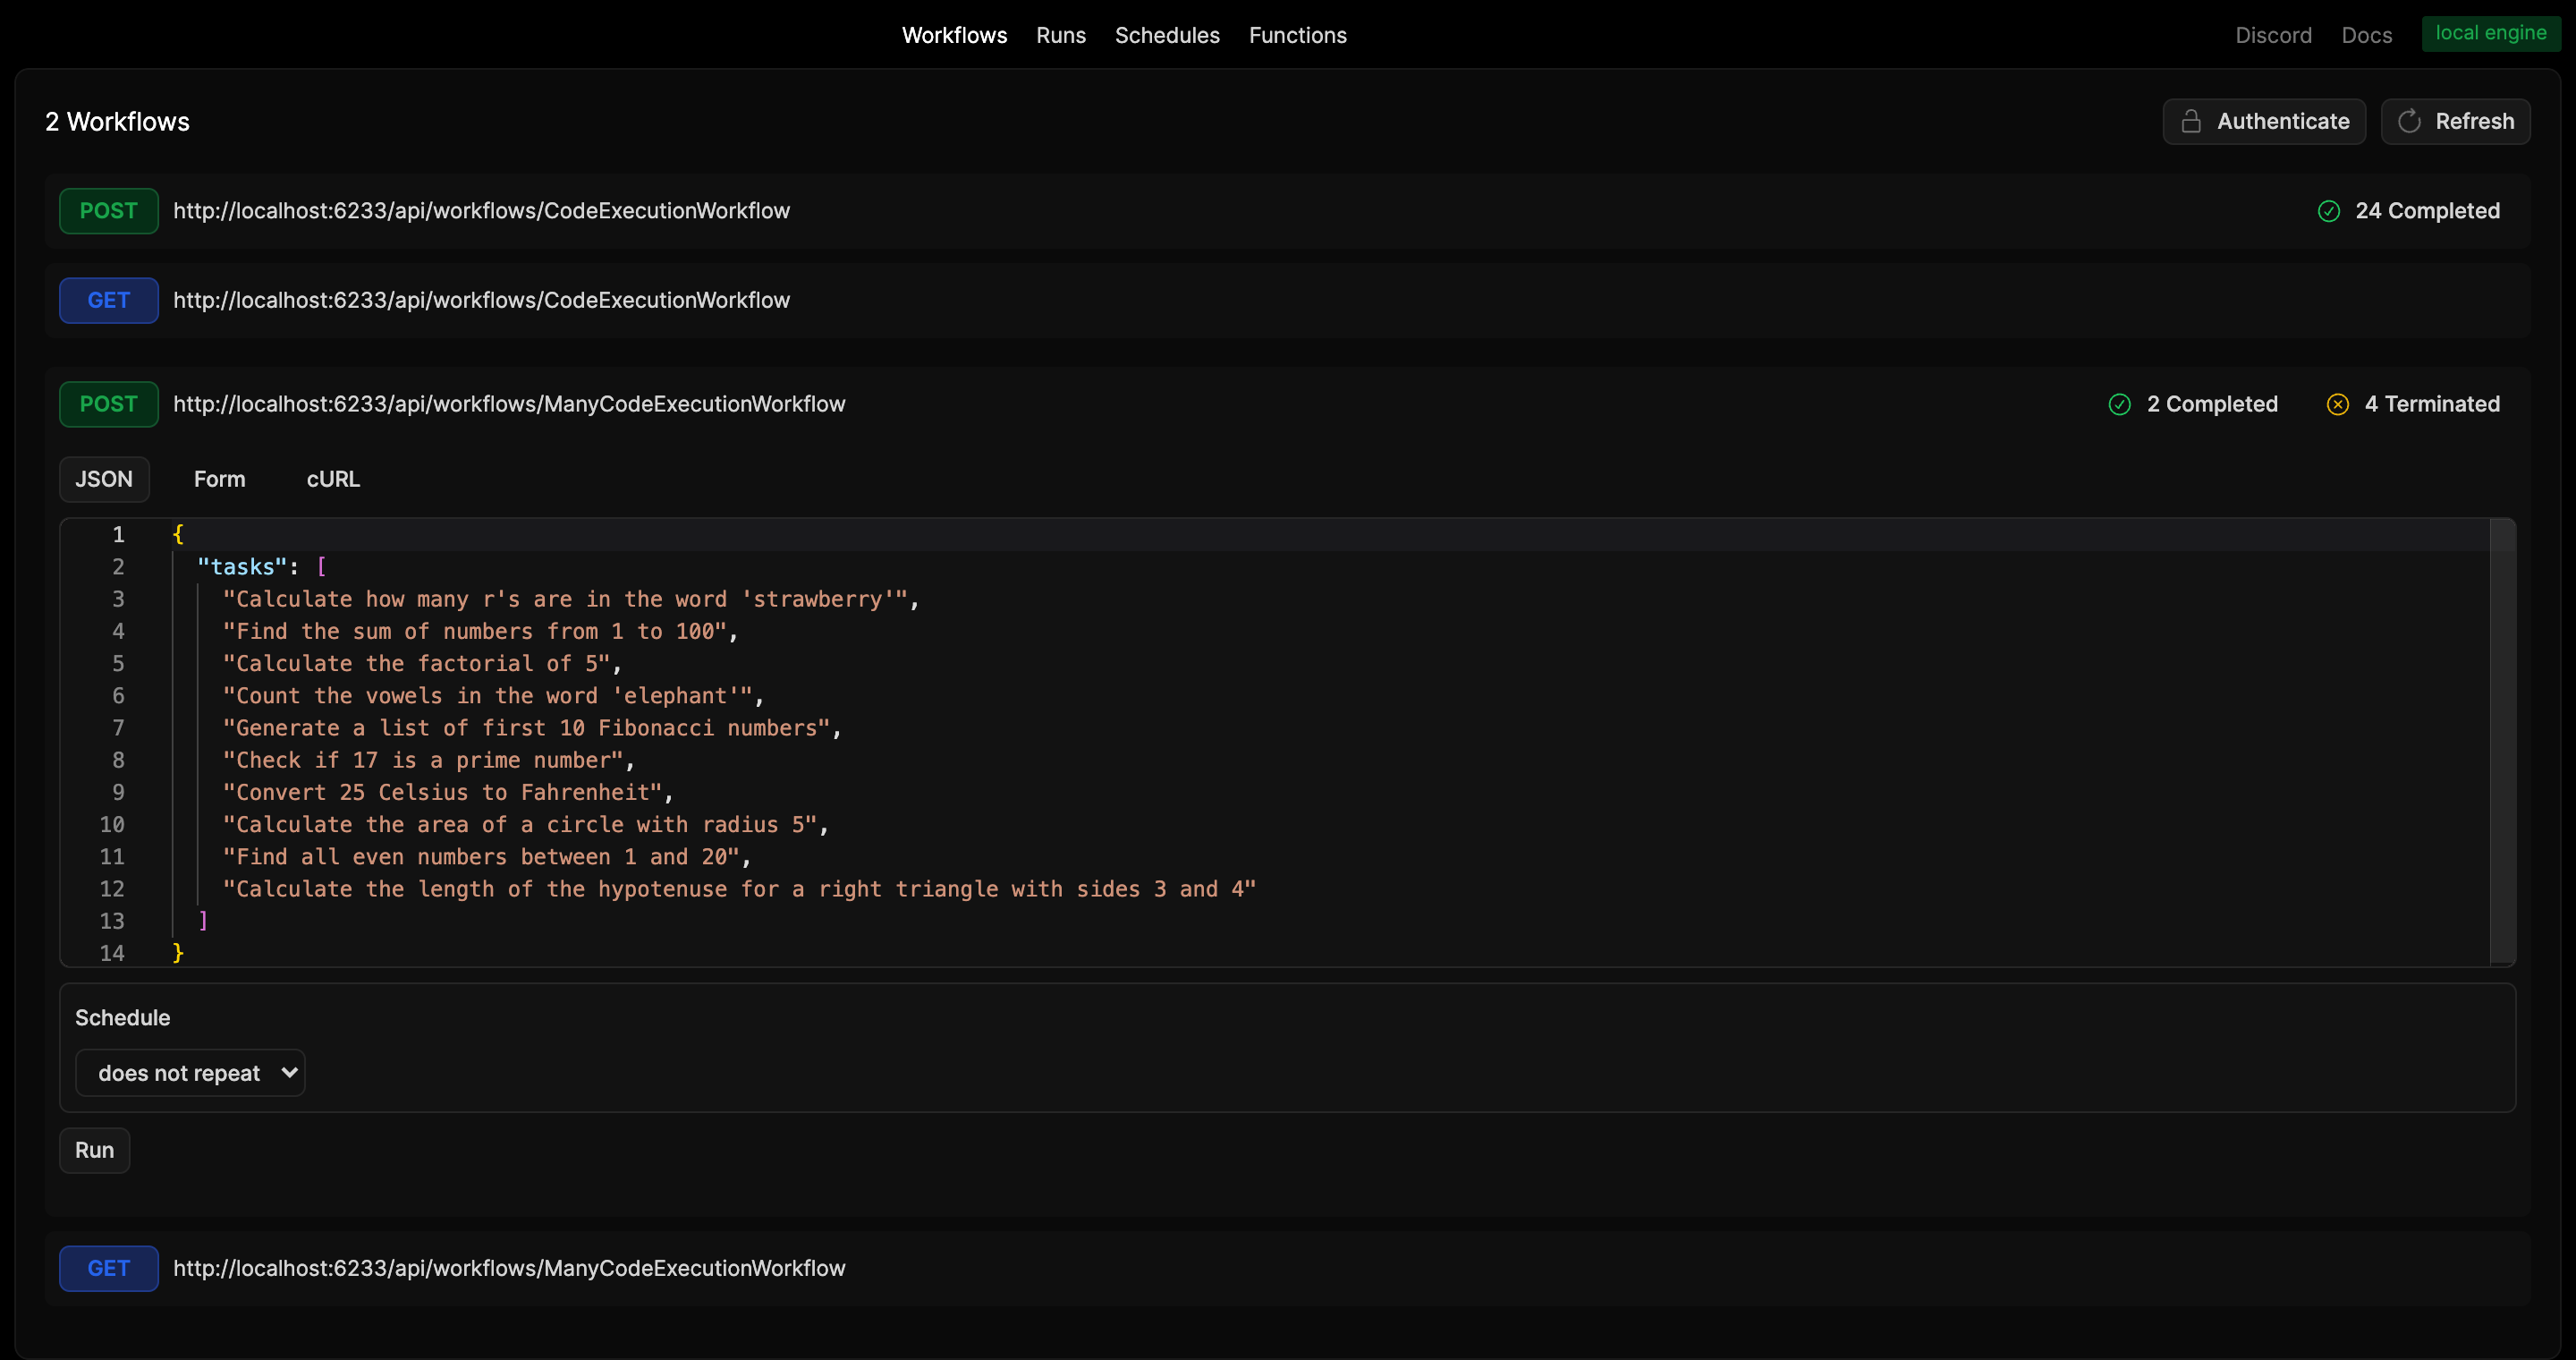 Workflows Runs Schedules Functions Discord Docs local engine
2 Workflows Authenticate Refresh
POST http://localhost:6233/api/workflows/CodeExecutionWorkflow 24 Completed
GET http://localhost:6233/api/workflows/CodeExecutionWorkflow
POST http://localhost:6233/api/workflows/ManyCodeExecutionWorkflow 2 Completed 4 Terminated
JSON Form cURL
1 {
2 "tasks": [
3 "Calculate how many r's are in the word 'strawberry'",
4 "Find the sum of numbers from 1 to 100",
5 "Calculate the factorial of 5",
6 "Count the vowels in the word 'elephant'",
7 "Generate a list of first 10 Fibonacci numbers",
8 "Check if 17 is a prime number",
9 "Convert 25 Celsius to Fahrenheit",
10 "Calculate the area of a circle with radius 5",
11 "Find all even numbers between 1 and 20",
12 "Calculate the length of the hypotenuse for a right triangle with sides 3 and 4"
13 ]
14 }
Schedule
does not repeat
Run
GET http://localhost:6233/api/workflows/ManyCodeExecutionWorkflow